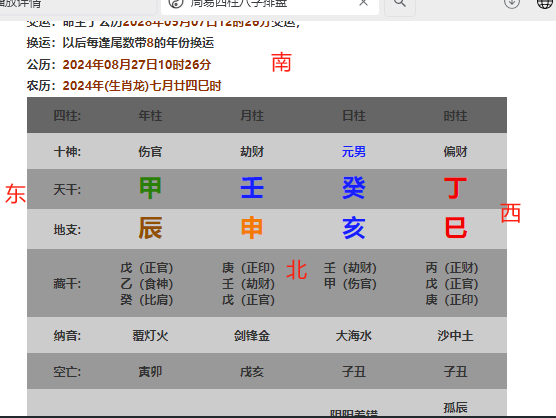 播放详情
周易四柱八字排盘
交运：命主于公历2028年09月07日12时26分交运，
换运：以后每逢尾数带8的年份换运
公历：2024年08月27日10时26分
农历：2024年(生肖龙)七月廿四巳时
南
四柱: 年柱 月柱 日柱 时柱
十神: 伤官 劫财 元男 偏财
东
天干: 甲 壬 癸 丁
西
地支: 辰 申 亥 巳
北
藏干:
戊（正官） 庚（正印） 壬（劫财） 丙（正财）
乙（食神） 壬（劫财） 甲（伤官） 戊（正官）
癸（比肩） 戊（正官） 庚（正印）
纳音: 覆灯火 剑锋金 大海水 沙中土
空亡: 寅卯 戌亥 子丑 子丑
孤辰
阴阳差错